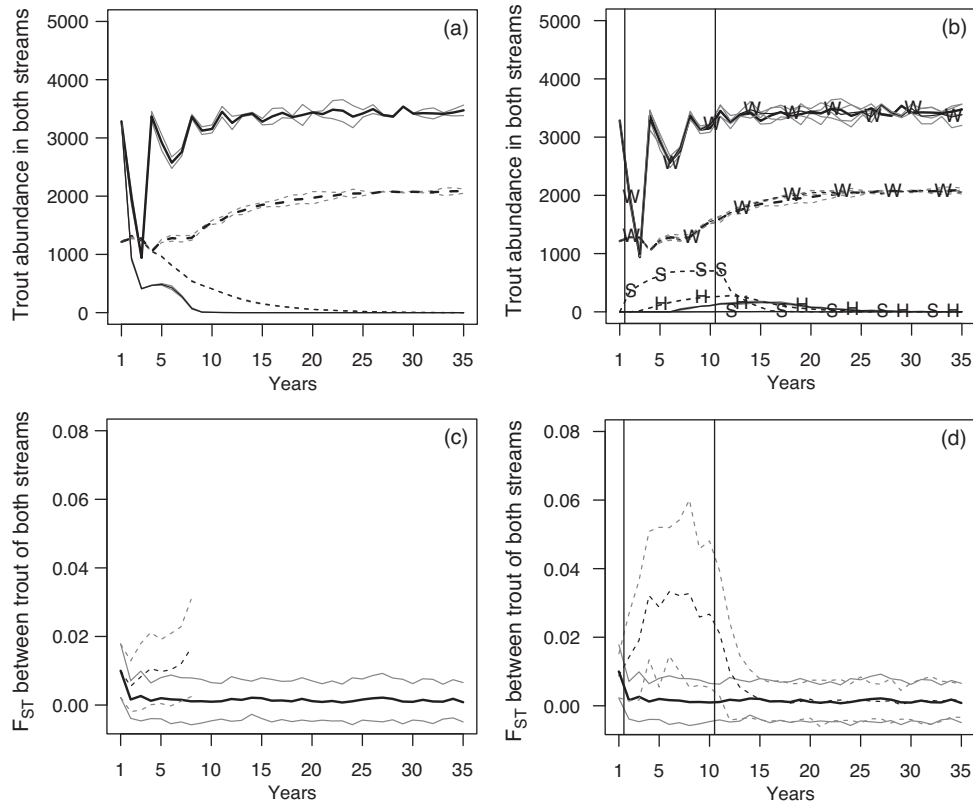 (a)
Trout abundance in both streams
5000
4000
3000
2000
1000
0
1 5 10 15 20 25 30 35
Years
(b)
Trout abundance in both streams
5000
4000
3000
2000
1000
0
W W W W W W W W
W W W W W W W
S S S S S S S S
H H H H H H H
1 5 10 15 20 25 30 35
Years
(c)
FST between trout of both streams
0.08
0.06
0.04
0.02
0.00
1 5 10 15 20 25 30 35
Years
(d)
FST between trout of both streams
0.08
0.06
0.04
0.02
0.00
1 5 10 15 20 25 30 35
Years